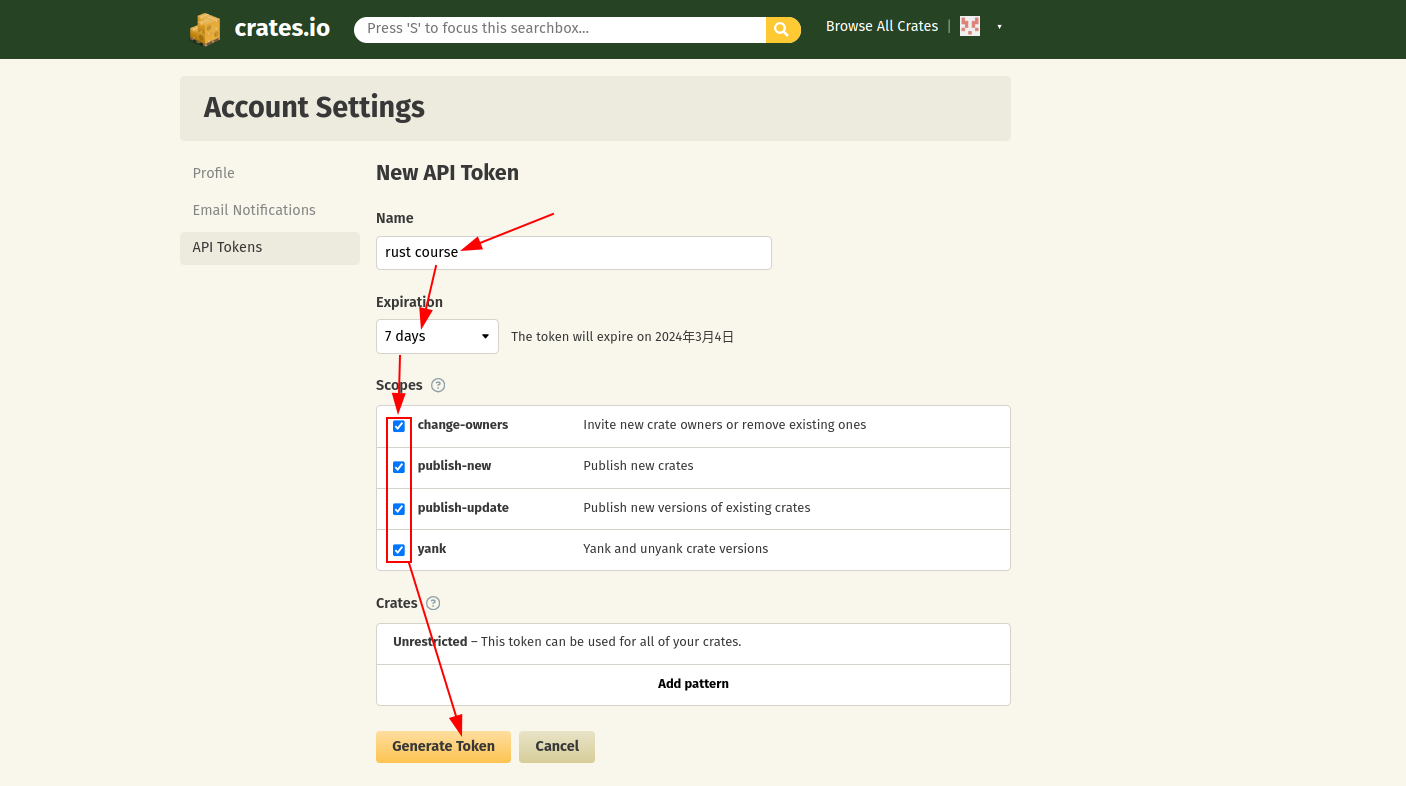 crates.io
Press 'S' to focus this searchbox...
Browse All Crates |
Account Settings
Profile
Email Notifications
API Tokens
New API Token
Name
rust course
Expiration
7 days
The token will expire on 2024年3月4日
Scopes ?
change-owners Invite new crate owners or remove existing ones
publish-new Publish new crates
publish-update Publish new versions of existing crates
yank Yank and unyank crate versions
Crates ?
Unrestricted – This token can be used for all of your crates.
Add pattern
Generate Token Cancel